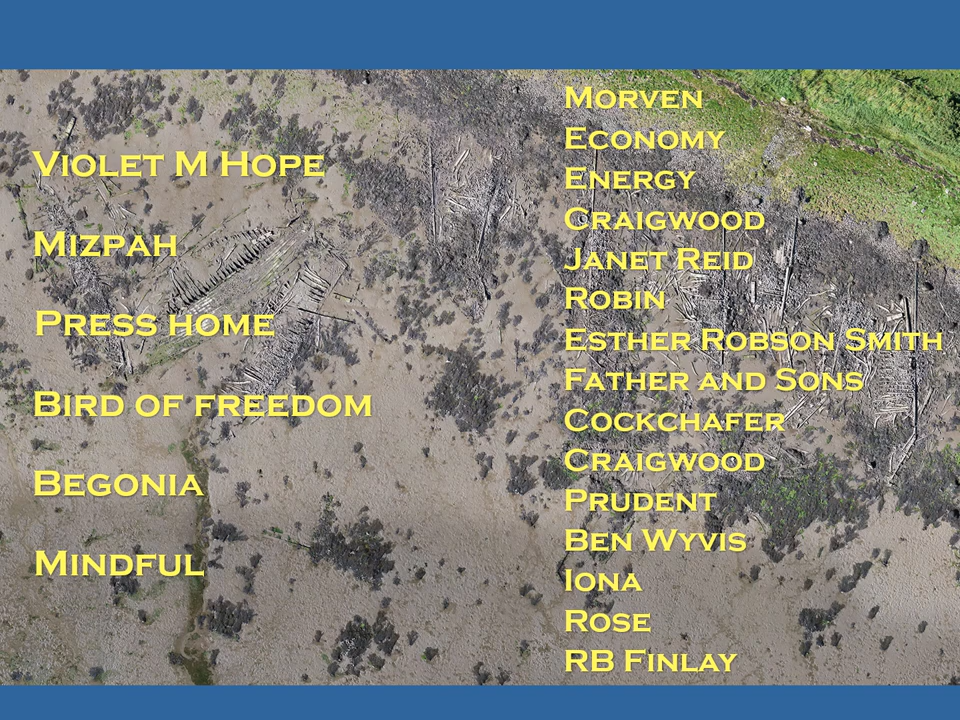 Violet M Hope
Mizpah
Press home
Bird of freedom
Begonia
Mindful
Morven
Economy
Energy
Craigwood
Janet Reid
Robin
Esther Robson Smith
Father and Sons
Cockchafer
Craigwood
Prudent
Ben Wyvis
Iona
Rose
RB Finlay